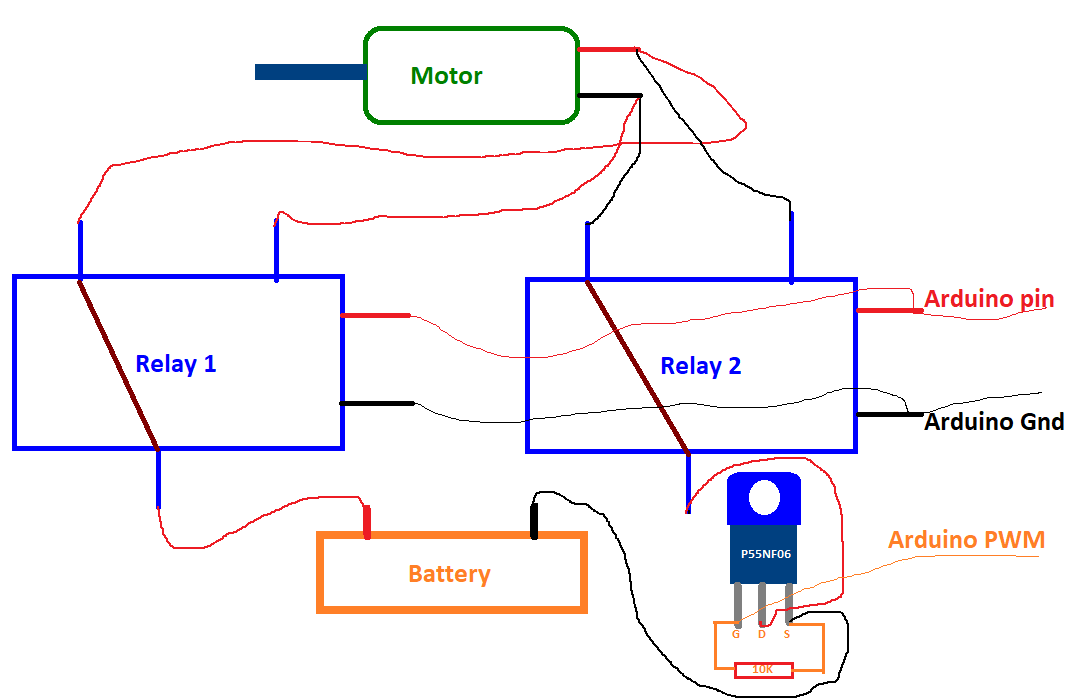 Motor
Arduino pin
Relay 1
Relay 2
Arduino Gnd
Arduino PWM
P55NF06
Battery
G D S
10K